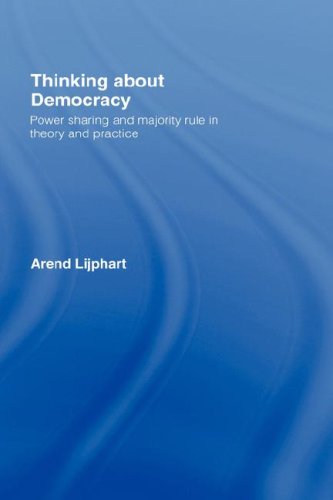 Thinking about
Democracy
Power sharing and majority rule in
theory and practice
Arend Lijphart